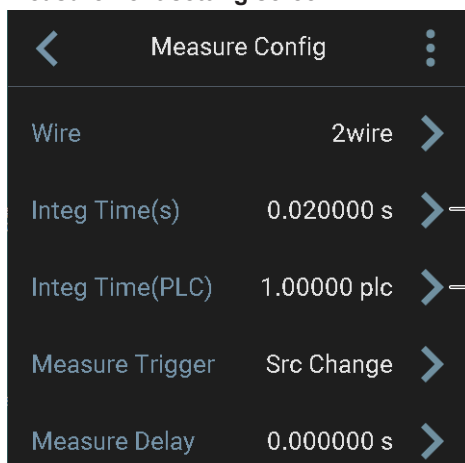 Measure Config
Wire 2wire
Integ Time(s) 0.020000 s
Integ Time(PLC) 1.00000 plc
Measure Trigger Src Change
Measure Delay 0.000000 s